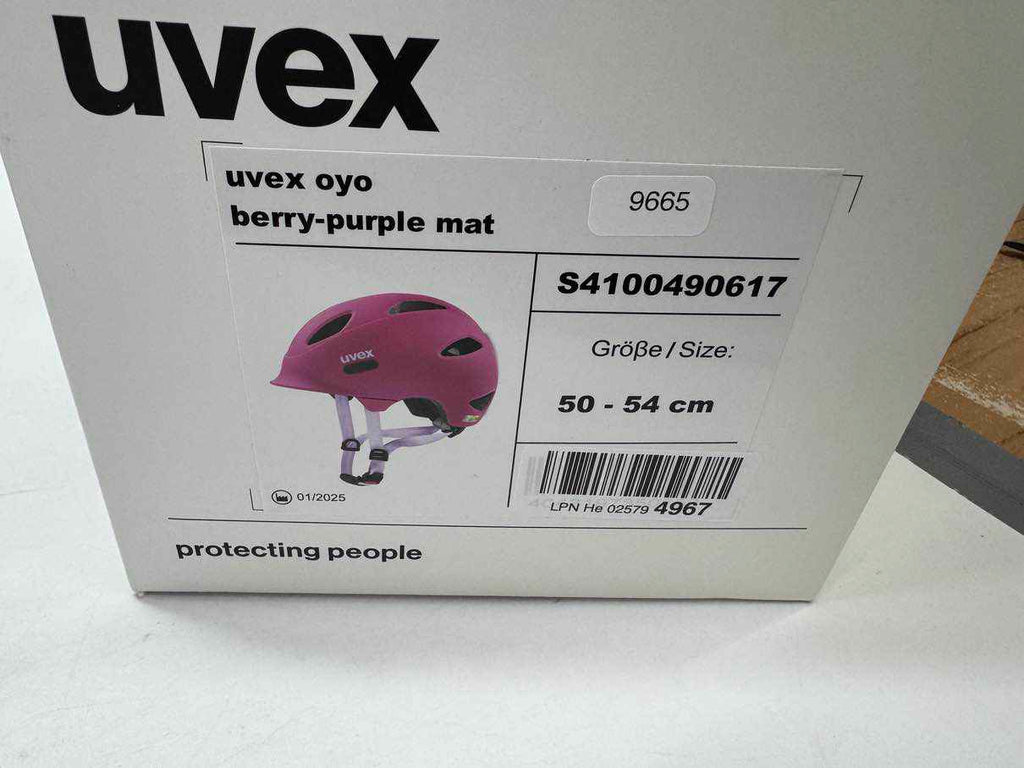 uvex
uvex oyo
berry-purple mat
9665
S4100490617
Größe / Size:
50 - 54 cm
uvex
01/2025
LPN He 02579 4967
protecting people